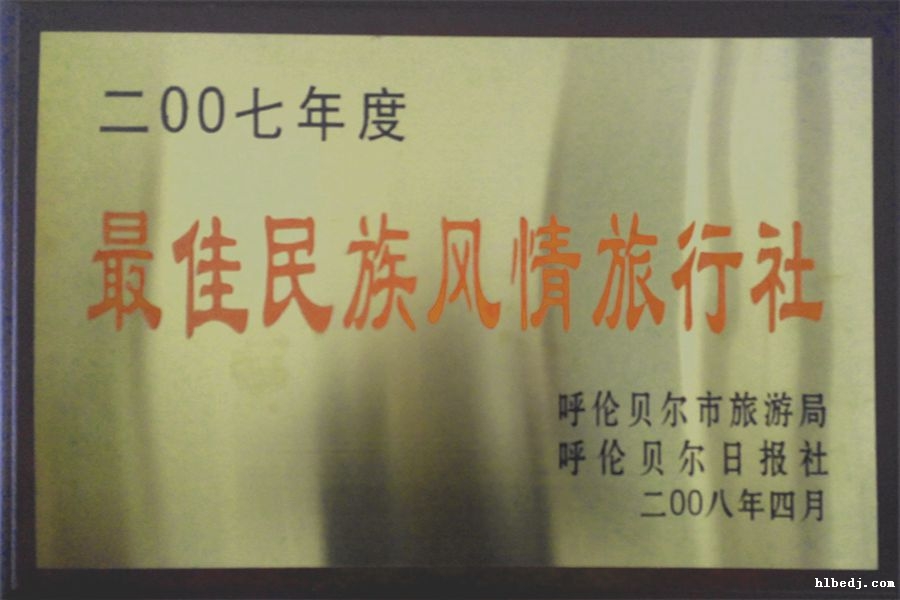 二00七年度
最佳民族风情旅行社
呼伦贝尔市旅游局
呼伦贝尔日报社
二00八年四月
hlbedj.com